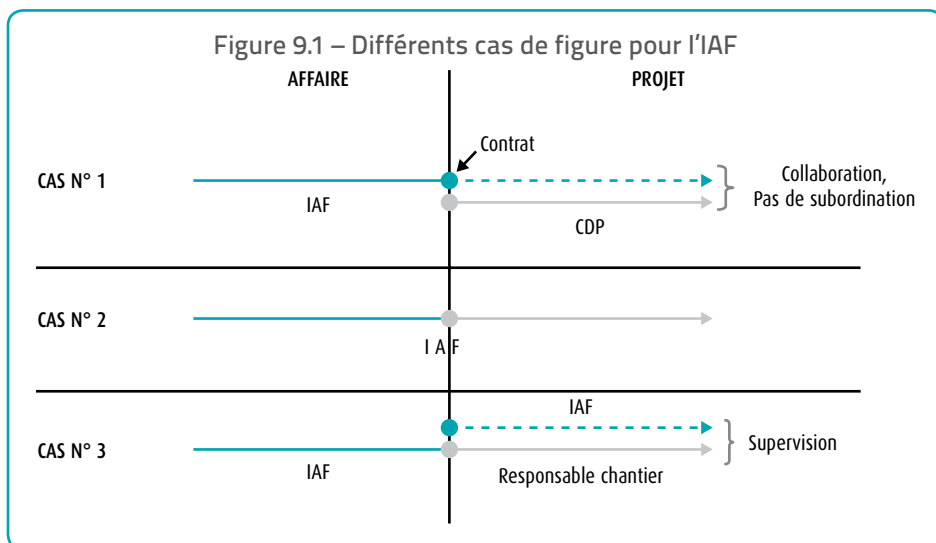 Figure 9.1 – Différents cas de figure pour l’IAF
AFFAIRE
PROJET
Contrat
CAS N° 1
IAF
CDP
Collaboration,
Pas de subordination
CAS N° 2
I A F
CAS N° 3
IAF
IAF
Responsable chantier
Supervision